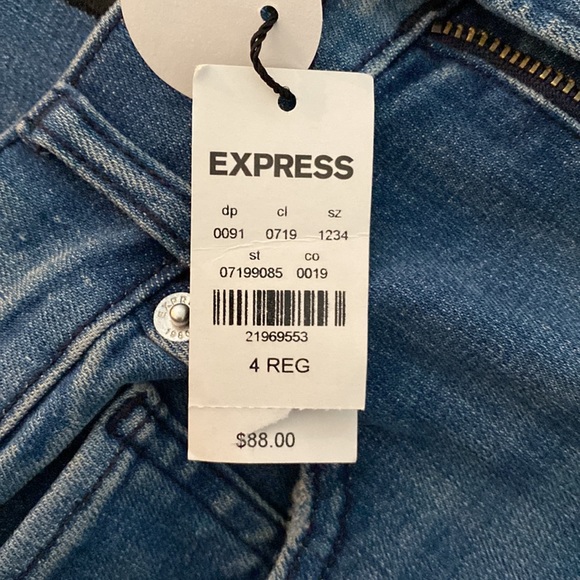 EXPRESS
dp cl sz
0091 0719 1234
st co
07199085 0019
21969553
4 REG
$88.00